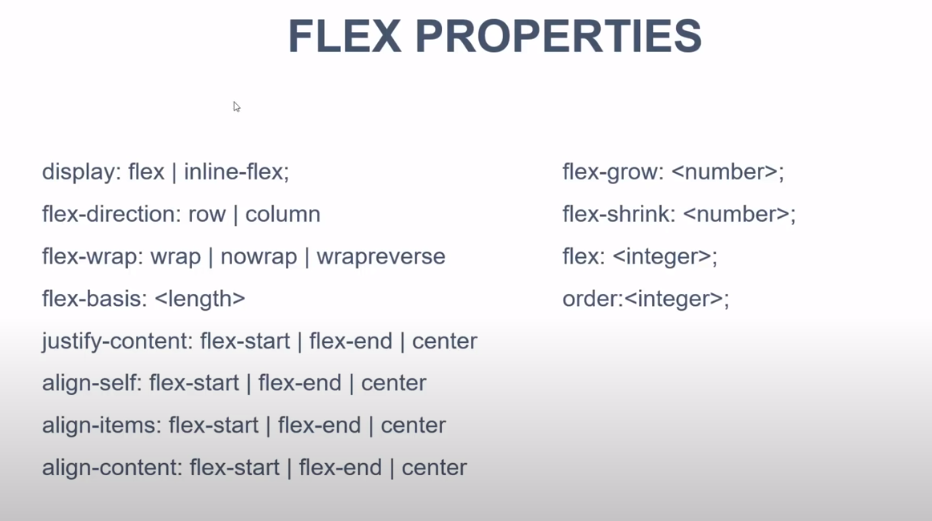 FLEX PROPERTIES
display: flex | inline-flex;
flex-direction: row | column
flex-wrap: wrap | nowrap | wrapreverse
flex-basis: <length>
justify-content: flex-start | flex-end | center
align-self: flex-start | flex-end | center
align-items: flex-start | flex-end | center
align-content: flex-start | flex-end | center
flex-grow: <number>;
flex-shrink: <number>;
flex: <integer>;
order:<integer>;